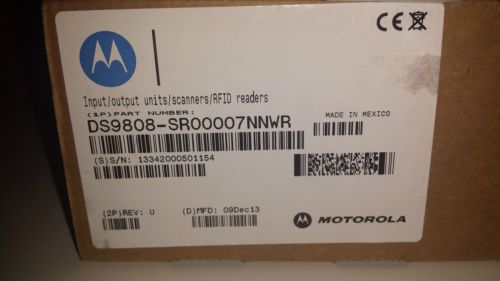 CE
Input/output units/scanners/RFID readers
(1P)PART NUMBER:
DS9808-SR00007NNWR
MADE IN MEXICO
(S)S/N: 13342000501154
(2P)REV: U
(D)MFD: 09Dec13
MOTOROLA